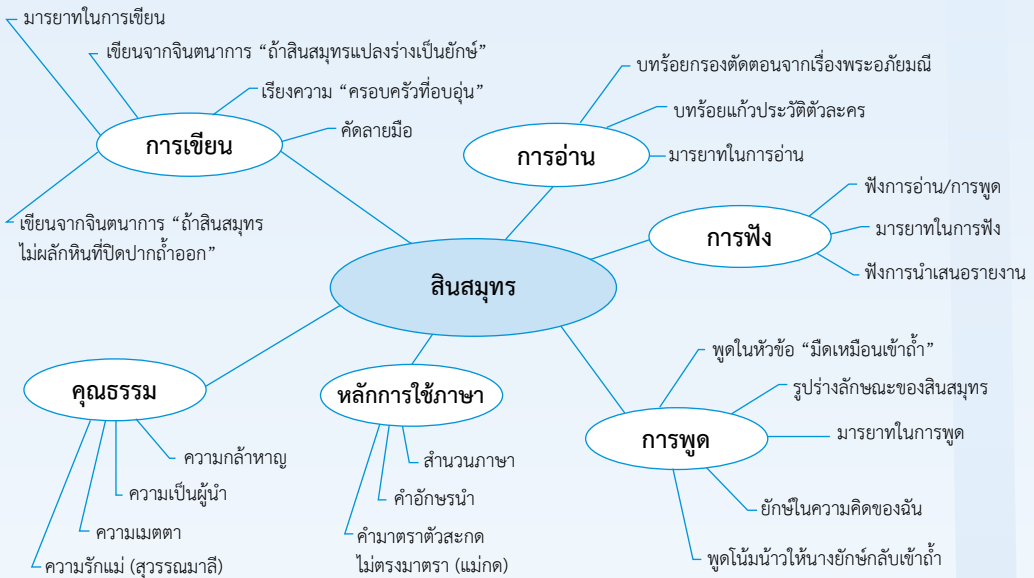 มารยาทในการเขียน
เขียนจากจินตนาการ “ถ้าสินสมุทรแปลงร่างเป็นยักษ์”
เรียงความ “ครอบครัวที่อบอุ่น”
คัดลายมือ
การเขียน
เขียนจากจินตนาการ “ถ้าสินสมุทร
ไม่ผลักหินที่ปิดปากถ้ำออก”
บทร้อยกรองตัดตอนจากเรื่องพระอภัยมณี
บทร้อยแก้วประวัติตัวละคร
มารยาทในการอ่าน
การอ่าน
ฟังการอ่าน/การพูด
มารยาทในการฟัง
ฟังการนำเสนอรายงาน
การฟัง
สินสมุทร
คุณธรรม
ความกล้าหาญ
ความเป็นผู้นำ
ความเมตตา
ความรักแม่ (สุวรรณมาลี)
หลักการใช้ภาษา
สำนวนภาษา
คำอักษรนำ
คำมาตราตัวสะกด
ไม่ตรงมาตรา (แม่กด)
พูดในหัวข้อ “มืดเหมือนเข้าถ้ำ”
รูปร่างลักษณะของสินสมุทร
มารยาทในการพูด
การพูด
ยักษ์ในความคิดของฉัน
พูดโน้มน้าวให้นางยักษ์กลับเข้าถ้ำ